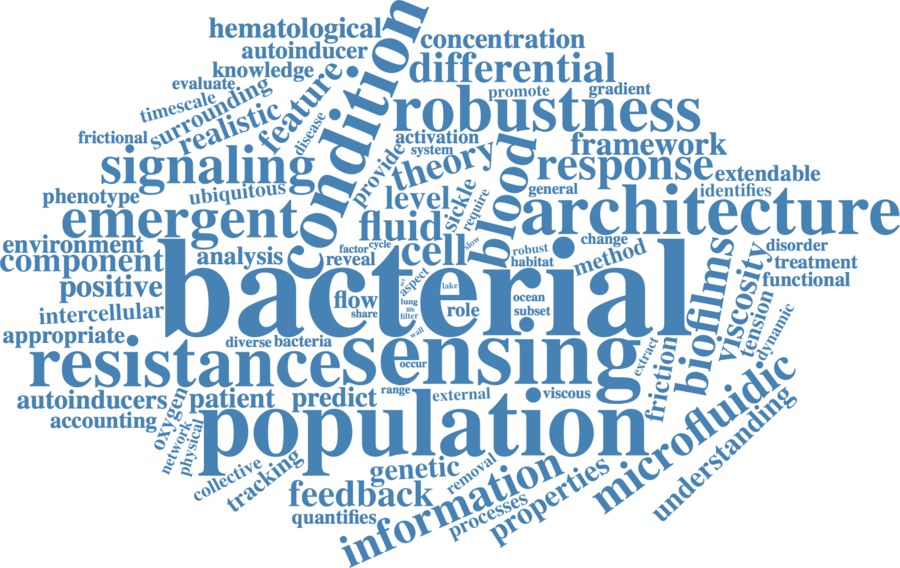 hematological
autoinducer
knowledge
evaluate
timescale
surrounding
realistic
feature
disease
frictional
condition
concentration
differential
promote
gradient
robustness
activation
system
framework
provide
theory
blood
response
extendable
signaling
ubiquitous
phenotype
level
sickle
require
general
identifies
emergent
fluid
architecture
environment
component
analysis
factor
cycle
reveal
cell
slow
robust
habitat
change
method
disorder
treatment
functional
positive
bacterial
aspect
act
lake
flow
share
lung
life
filter
role
ocean
subset
biofilms
viscosity
tension
dynamic
intercellular
appropriate
diverse
bacteria
wall
sensing
extract
friction
resistance
occur
autoinducers
patient
predict
range
external
viscous
accounting
oxygen
network
physical
population
microfluidic
understanding
collective
tracking
genetic
removal
feedback
quantifies
information
processes
properties